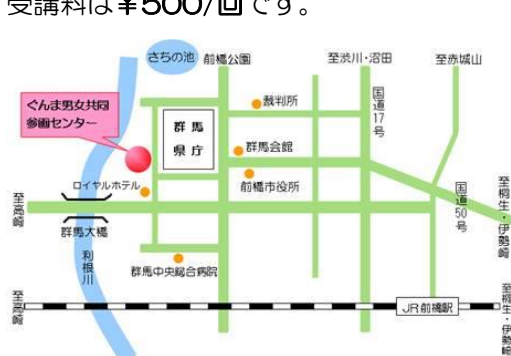 受講料は￥500/回です。
さちの池
前橋公園
至渋川・沼田
至赤城山
ぐんま男女共同
参画センター
裁判所
国道17号
群馬
県庁
群馬会館
ロイヤルホテル
前橋市役所
至高崎
国道50号
至桐生・伊勢崎
群馬大橋
利根川
群馬中央総合病院
至高崎
JR前橋駅
至桐生・伊勢崎